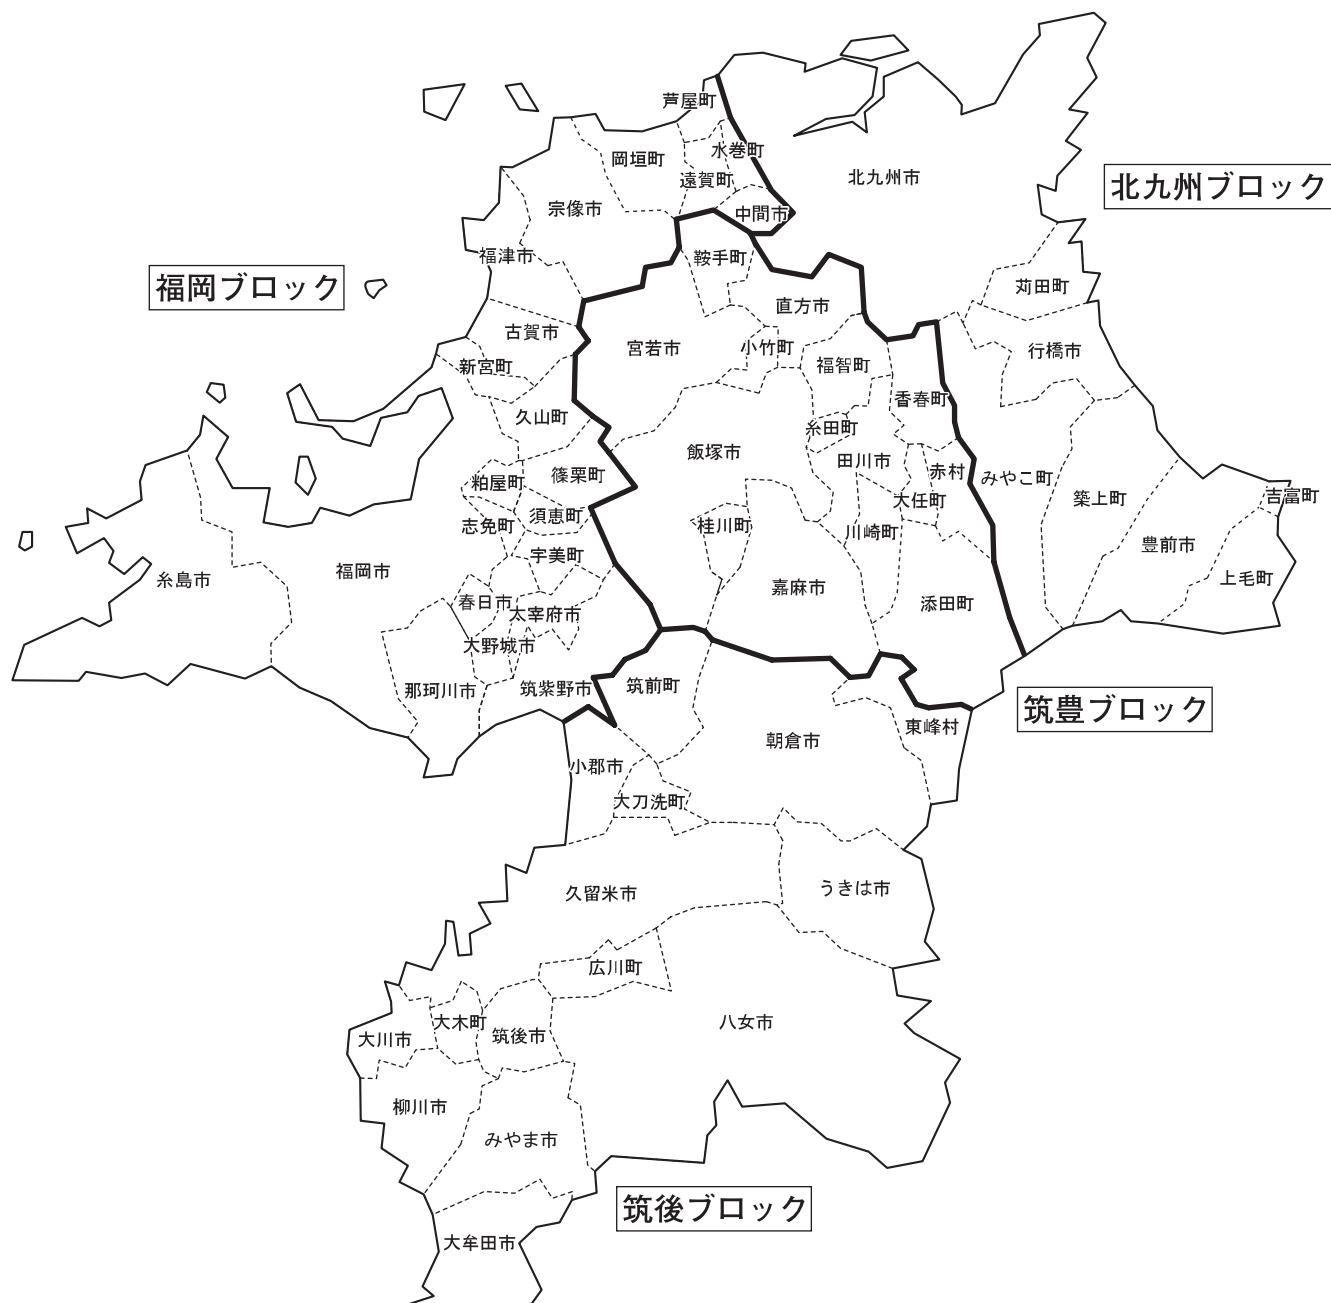 芦屋町
水巻町
岡垣町
遠賀町
北九州市
北九州ブロック
宗像市
中間市
福津市
鞍手町
福岡ブロック
苅田町
直方市
古賀市
宮若市
小竹町
行橋市
新宮町
福智町
香春町
久山町
糸田町
飯塚市
田川市
赤村
みやこ町
篠栗町
粕屋町
大任町
築上町
吉富町
須恵町
志免町
桂川町
川崎町
豊前市
宇美町
糸島市
福岡市
嘉麻市
上毛町
春日市
太宰府市
添田町
大野城市
那珂川市
筑紫野市
筑前町
筑豊ブロック
東峰村
朝倉市
小郡市
大刀洗町
久留米市
うきは市
広川町
八女市
大川市
大木町
筑後市
柳川市
みやま市
筑後ブロック
大牟田市